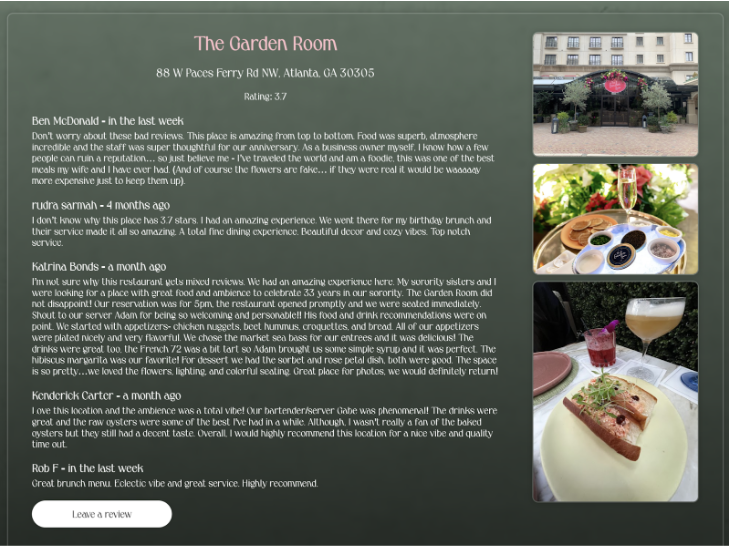 The Garden Room
88 W Paces Ferry Rd NW, Atlanta, GA 30305
Rating: 3.7
Ben McDonald - in the last week
Don't worry about these bad reviews. This place is amazing from top to bottom. Food was superb, atmosphere
incredible and the staff was super thoughtful for our anniversary. As a business owner myself, I know how a few
people can ruin a reputation… so just believe me - I've traveled the world and am a foodie, this was one of the best
meals my wife and I have ever had. (And of course the flowers are fake… if they were real it would be waaaay
more expensive just to keep them up).
rudra sarmah - 4 months ago
I don't know why this place has 3.7 stars. I had an amazing experience. We went there for my birthday brunch and
their service made it all so amazing. A total fine dining experience. Beautiful decor and cozy vibes. Top notch
service.
Katrina Bonds - a month ago
I'm not sure why this restaurant gets mixed reviews. We had an amazing experience here. My sorority sisters and I
were looking for a place with great food and ambience to celebrate 33 years in our sorority. The Garden Room did
not disappoint! Our reservation was for 5pm, the restaurant opened promptly and we were seated immediately.
Shout to our server Adam for being so welcoming and personable!! His food and drink recommendations were on
point. We started with appetizers- chicken nuggets, beet hummus, croquettes, and bread. All of our appetizers
were plated nicely and very flavorful. We chose the market sea bass for our entrees and it was delicious! The
drinks were great too, the French 72 was a bit tart so Adam brought us some simple syrup and it was perfect. The
hibiscus margarita was our favorite! For dessert we had the sorbet and rose petal dish, both were good. The space
is so pretty…we loved the flowers, lighting, and colorful seating. Great place for photos, we would definitely return!
Kenderick Carter - a month ago
I ove this location and the ambience was a total vibe! Our bartender/server Gabe was phenomenal! The drinks were
great and the raw oysters were some of the best I've had in a while. Although, I wasn't really a fan of the baked
oysters but they still had a decent taste. Overall, I would highly recommend this location for a nice vibe and quality
time out.
Rob F - in the last week
Great brunch menu. Eclectic vibe and great service. Highly recommend.
Leave a review